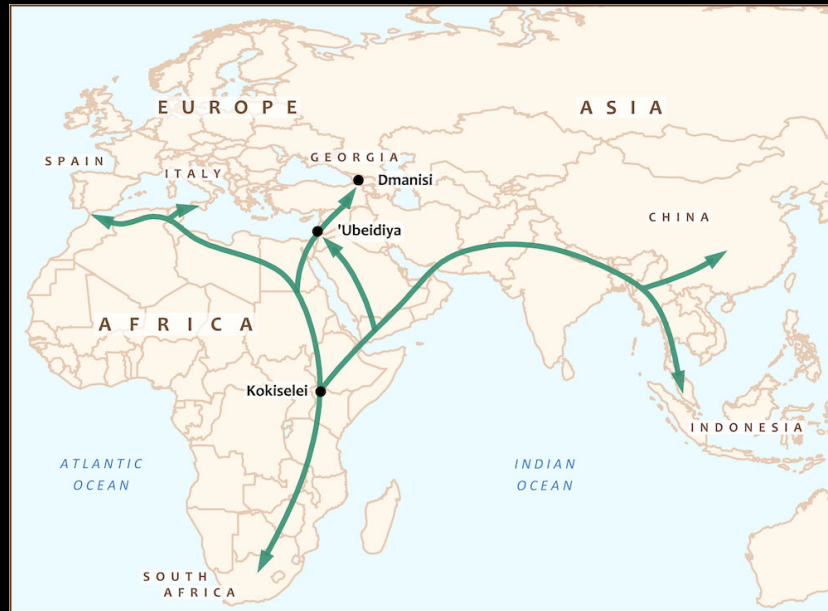 EUROPE
ASIA
GEORGIA
SPAIN
ITALY
Dmanisi
CHINA
'Ubeidiya
AFRICA
Kokiselei
INDONESIA
ATLANTIC
OCEAN
INDIAN
OCEAN
SOUTH
AFRICA